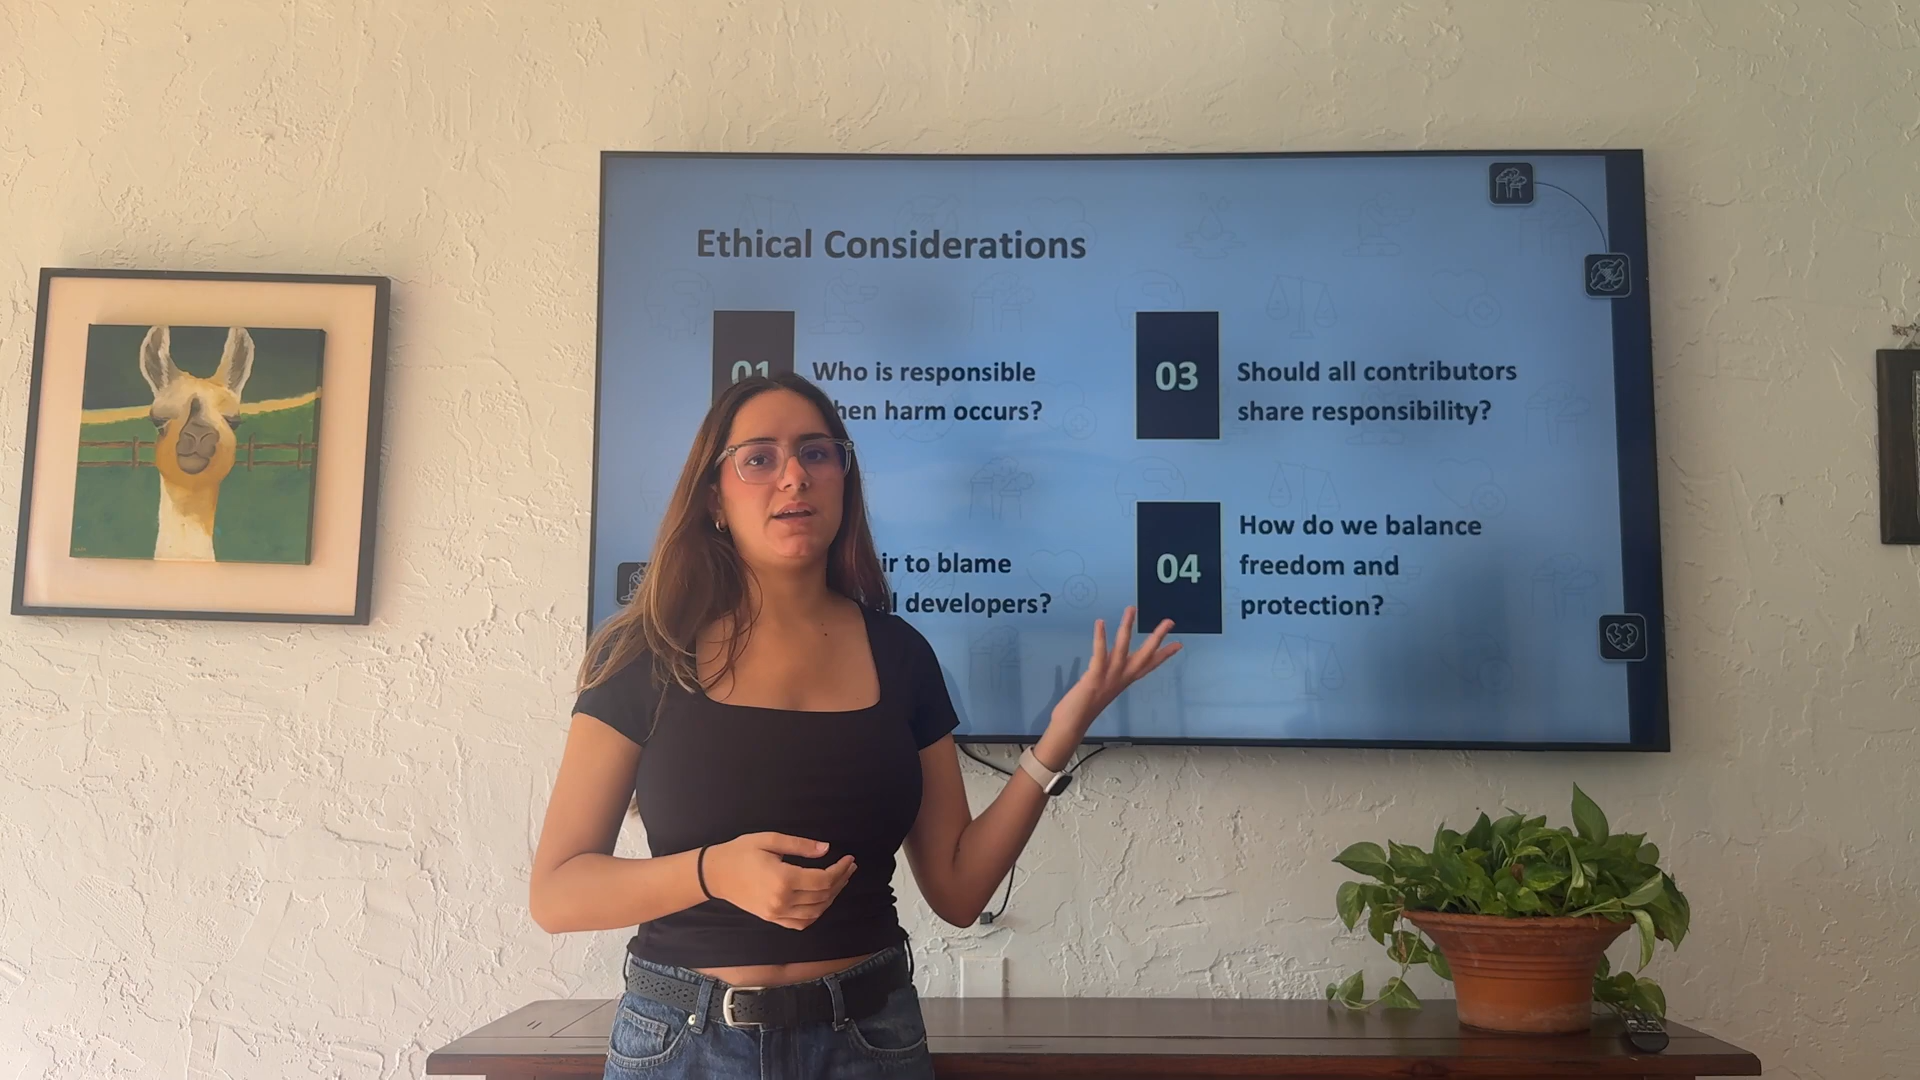 Ethical Considerations
01
Who is responsible
hen harm occurs?
ir to blame
l developers?
03
Should all contributors
share responsibility?
04
How do we balance
freedom and
protection?